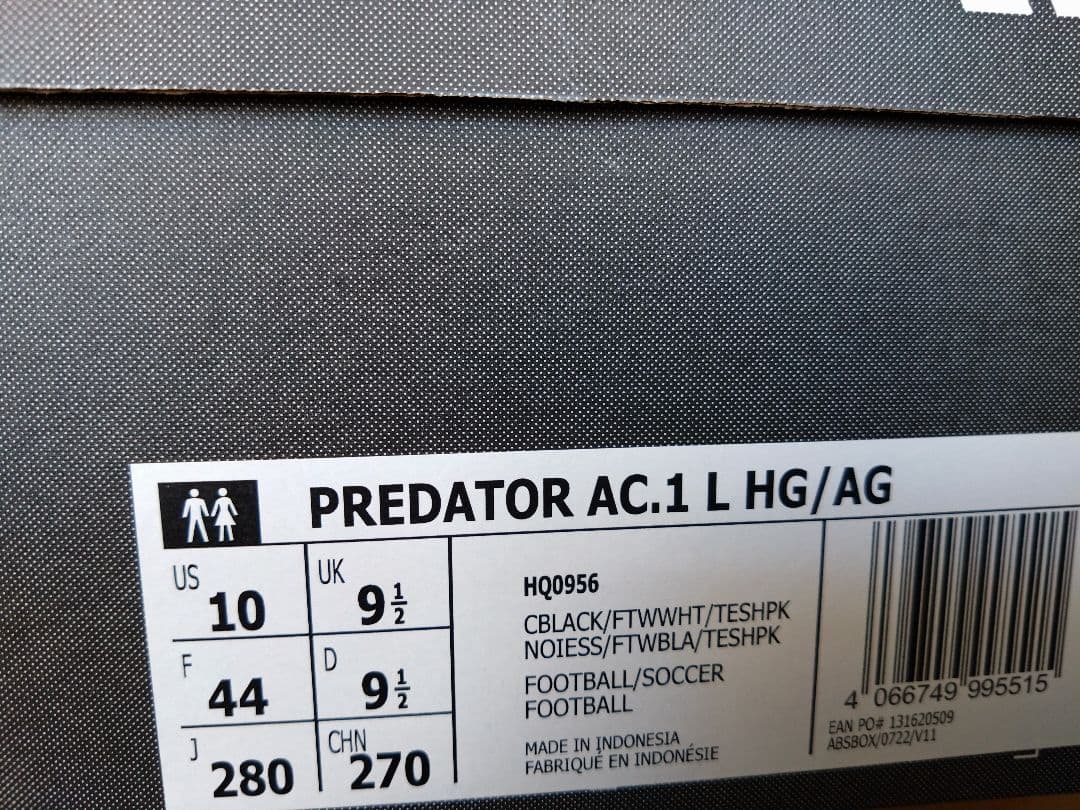 PREDATOR AC.1 L HG/AG
US 10 UK 9 1/2
F 44 D 9 1/2
J 280 CHN 270
HQ0956
CBLACK/FTWWHT/TESHPK
NOIESS/FTWBLA/TESHPK
FOOTBALL/SOCCER
FOOTBALL
MADE IN INDONESIA
FABRIQUÉ EN INDONÉSIE
4 066749 995515
EAN PO# 131620509
ABSBOX/0722/V11